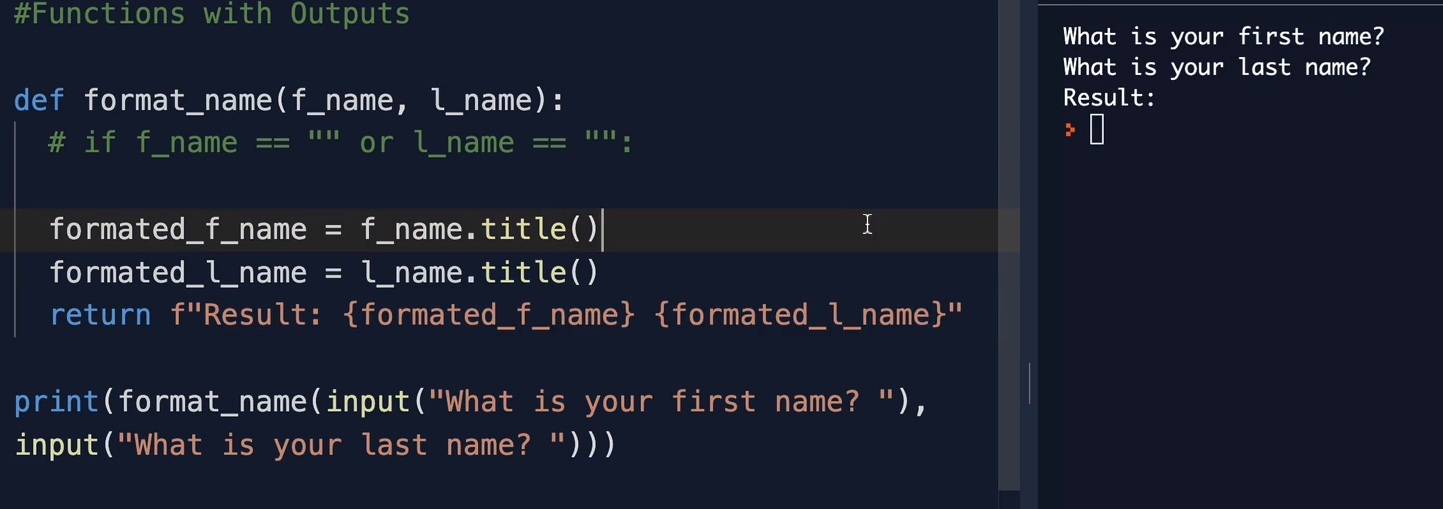 #Functions with Outputs
def format_name(f_name, l_name):
# if f_name == "" or l_name == "":
formated_f_name = f_name.title()
formated_l_name = l_name.title()
return f"Result: {formated_f_name} {formated_l_name}"
print(format_name(input("What is your first name? "),
input("What is your last name? ")))
What is your first name?
What is your last name?
Result: